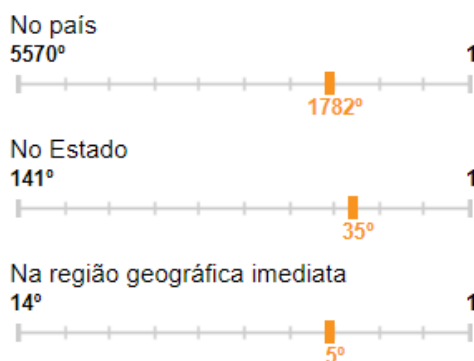 No país
5570º 1
1782º
No Estado
141º 1
35º
Na região geográfica imediata
14º 1
5º